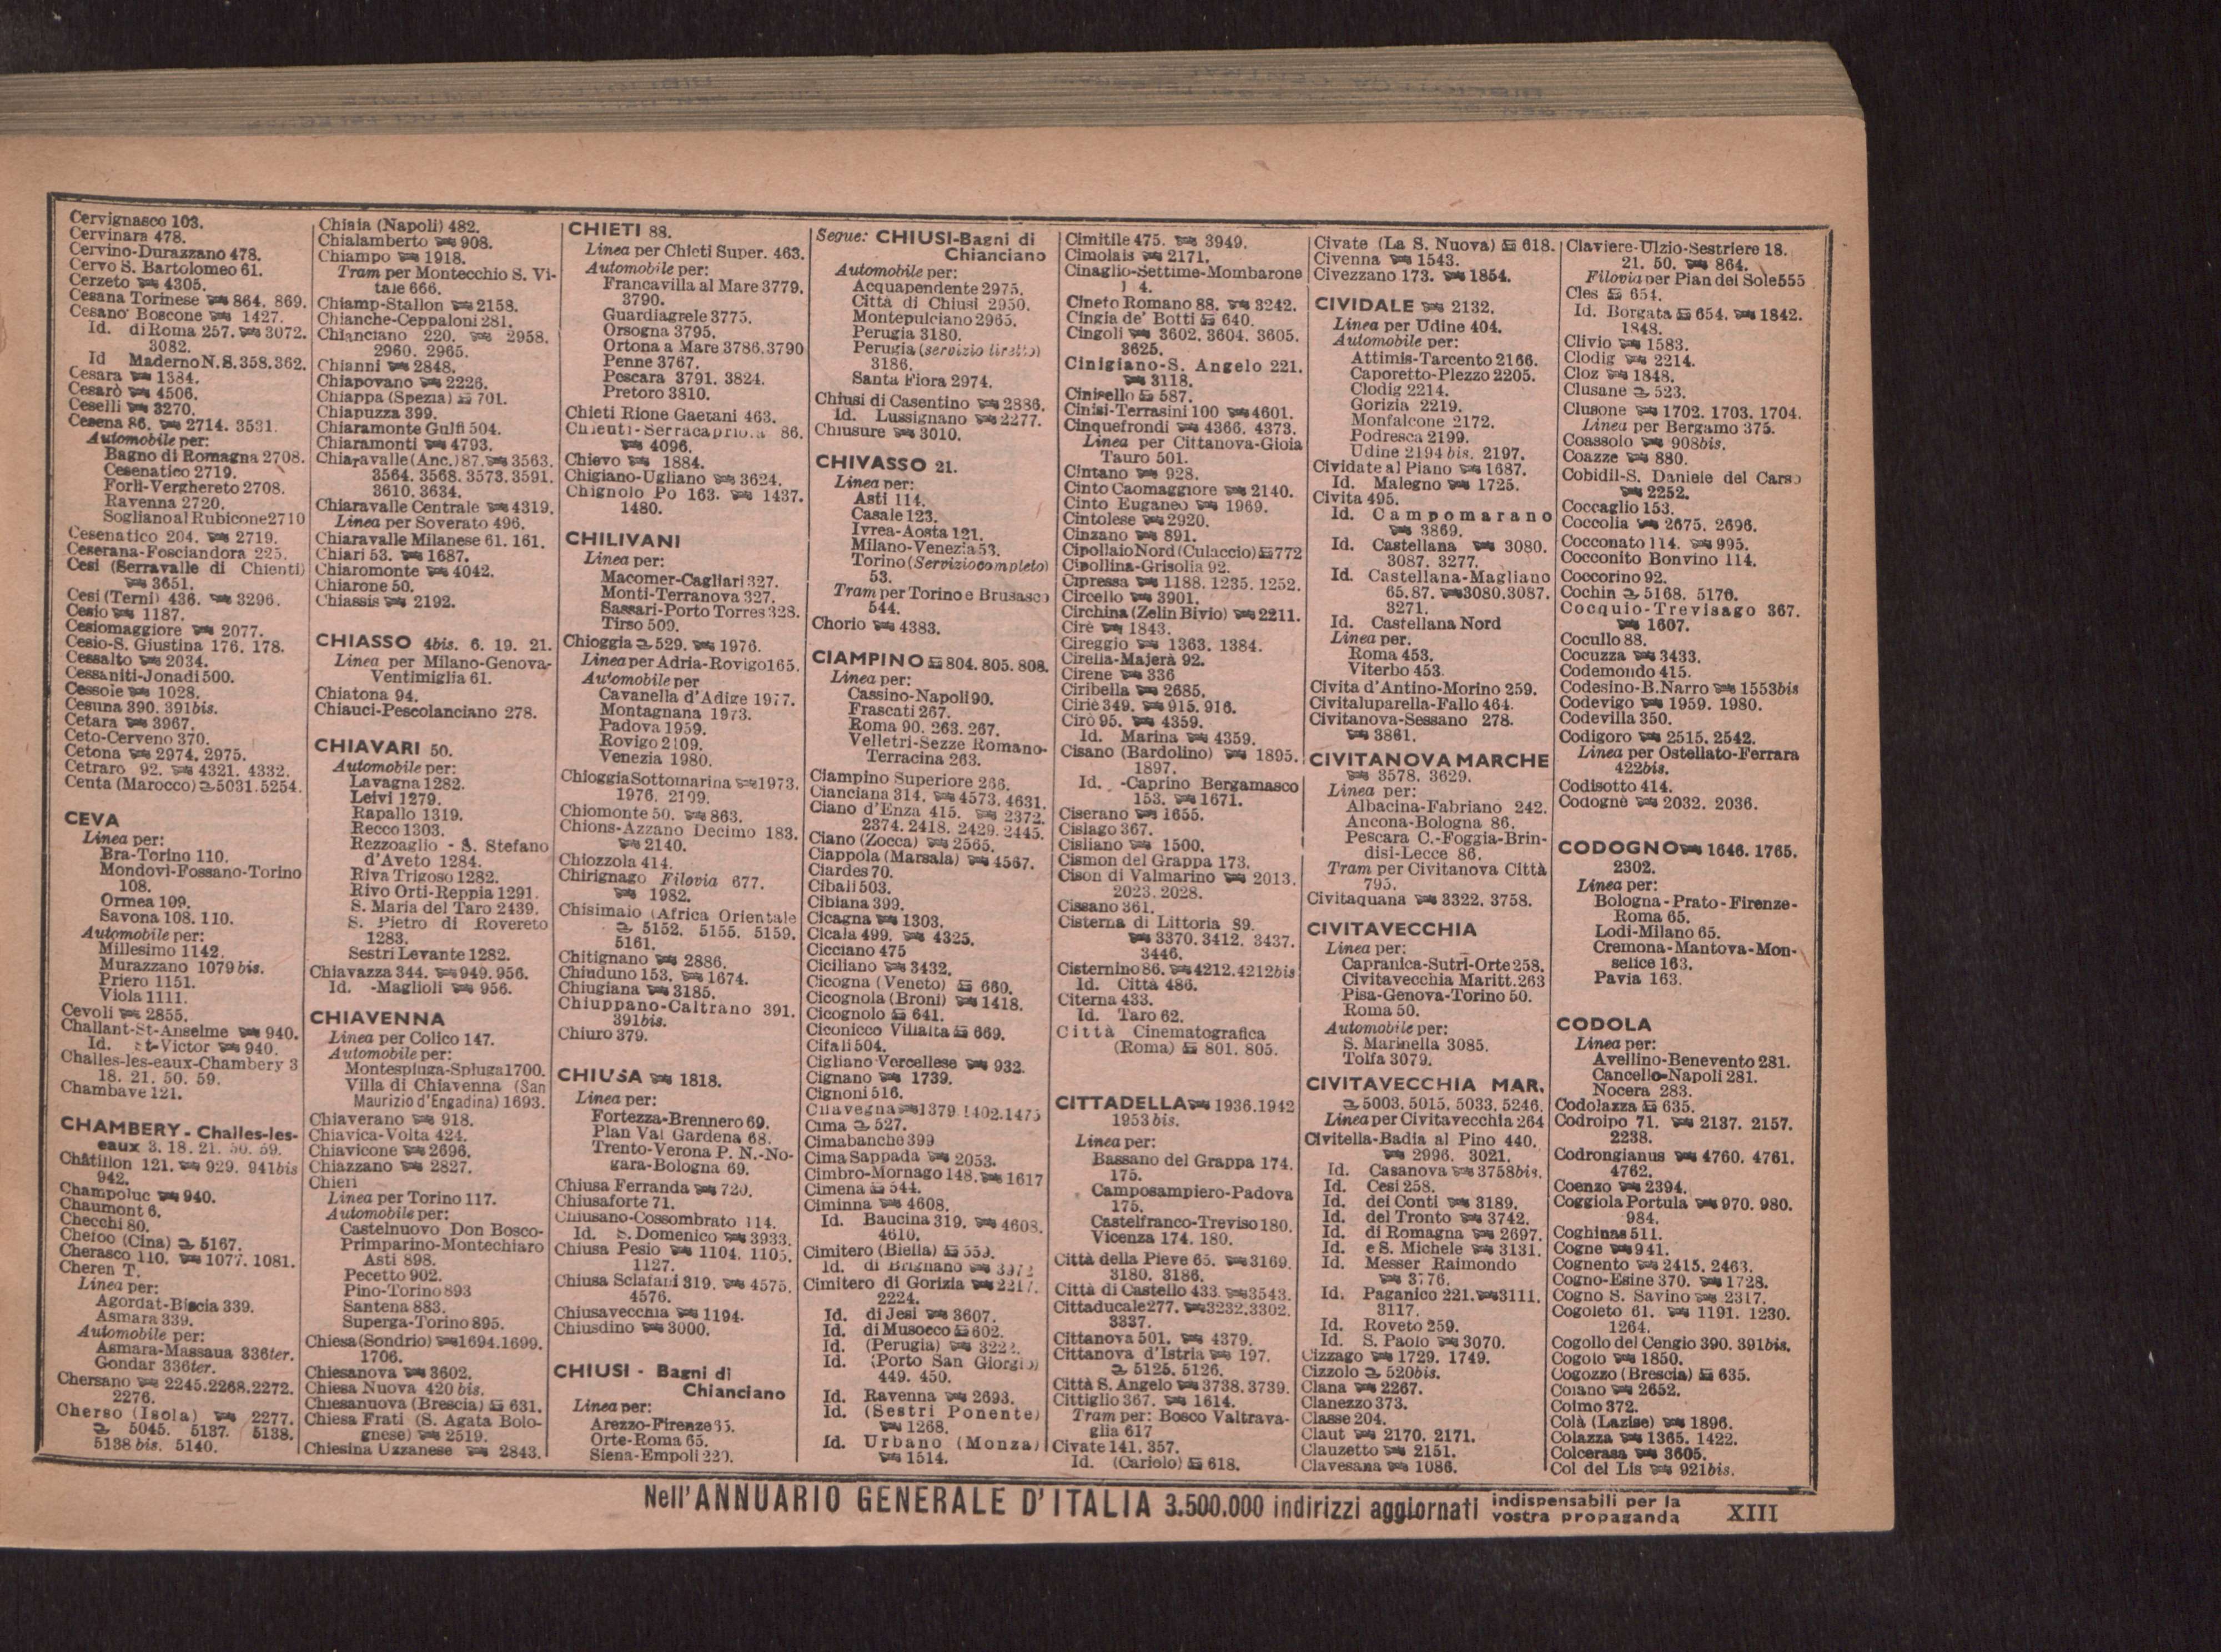 Cervignasco 103.
Cervinara 478.
Cervino-Durazzano 478.
Cervo S. Bartolomeo 61.
Cerzeto 4305.
Cesana Torinese 864. 869.
Cesano Boscone 1427.
Id. di Roma 257. 3072.
3082.
Id Maderno N.S. 358, 362.
Cesara 1384.
Cesarò 4506.
Ceselli 3270.
Cesena 86. 2714. 3531.
Automobile per:
Bagno di Romagna 2708.
Cesenatico 2719.
Forlì-Verghereto 2708.
Ravenna 2720.
Sogliano al Rubicone 2710
Cesenatico 204. 2719.
Ceserana-Fosciandora 225.
Cesi (Serravalle di Chienti)
3651.
Cesi (Terni) 436. 3296.
Cesio 1187.
Cesiomaggiore 2077.
Cesio-S. Giustina 176. 178.
Cessalto 2034.
Cessaniti-Jonadi 500.
Cessole 1028.
Cesuna 390. 391bis.
Cetara 3967.
Ceto-Cerveno 370.
Cetona 2974. 2975.
Cetraro 92. 4321. 4332.
Centa (Marocco) 5031. 5254.
CEVA
Linea per:
Bra-Torino 110.
Mondovì-Fossano-Torino
108.
Ormea 109.
Savona 108. 110.
Automobile per:
Millesimo 1142.
Murazzano 1079bis.
Priero 1151.
Viola 1111.
Cevoli 2855.
Challant-St-Anselme 940.
Id. St-Victor 940.
Challes-les-eaux-Chambery 3
18. 21. 50. 59.
Chambave 121.
CHAMBERY - Challes-les-
eaux 3. 18. 21. 50. 59.
Châtillon 121. 929. 941bis
942.
Champoluc 940.
Chaumont 6.
Checchi 80.
Chefoo (Cina) 5167.
Cherasco 110. 1077. 1081.
Cheren T.
Linea per:
Agordat-Biscia 339.
Asmara 339.
Automobile per:
Asmara-Massaua 336ter.
Gondar 336ter.
Chersano 2245. 2268. 2272.
2276.
Cherso (Isola) 2277.
5045. 5137. 5138.
5138 bis. 5140.
Chiaia (Napoli) 482.
Chialamberto 908.
Chiampo 1918.
Tram per Montecchio S. Vi-
tale 666.
Chiamp-Stallon 2158.
Chianche-Ceppaloni 281.
Chianciano 220. 2958.
2960. 2965.
Chianni 2848.
Chiapovano 2226.
Chiappa (Spezia) 701.
Chiapuzza 399.
Chiaramonte Gulfi 504.
Chiaramonti 4793.
Chiaravalle (Anc.) 87. 3563.
3564. 3568. 3573. 3591.
3610. 3634.
Chiaravalle Centrale 4319.
Linea per Soverato 496.
Chiaravalle Milanese 61. 161.
Chiari 53. 1687.
Chiaromonte 4042.
Chiarone 50.
Chiassis 2192.
CHIASSO 4bis. 6. 19. 21.
Linea per Milano-Genova-
Ventimiglia 61.
Chiatona 94.
Chiauci-Pescolanciano 278.
CHIAVARI 50.
Automobile per:
Lavagna 1282.
Leivi 1279.
Rapallo 1319.
Recco 1303.
Rezzoaglio - S. Stefano
d'Aveto 1284.
Riva Trigoso 1282.
Rivo Orti-Reppia 1291.
S. Maria del Taro 2439.
S. Pietro di Rovereto
1283.
Sestri Levante 1282.
Chiavazza 344. 949. 956.
Id. -Maglioli 956.
CHIAVENNA
Linea per Colico 147.
Automobile per:
Montespluga-Spluga 1700.
Villa di Chiavenna (San
Maurizio d'Engadina) 1693.
Chiaverano 918.
Chiavica-Volta 424.
Chiavicone 2696.
Chiazzano 2827.
Chieri
Linea per Torino 117.
Automobile per:
Castelnuovo Don Bosco-
Primparino-Montechiaro
Asti 898.
Pecetto 902.
Pino-Torino 893
Santena 883.
Superga-Torino 895.
Chiesa (Sondrio) 1694. 1699.
1706.
Chiesanova 3602.
Chiesa Nuova 420 bis.
Chiesanuova (Brescia) 631.
Chiesa Frati (S. Agata Bolo-
gnese) 2519.
Chiesina Uzzanese 2843.
CHIETI 88.
Linea per Chieti Super. 463.
Automobile per:
Francavilla al Mare 3779.
3790.
Guardiagrele 3775.
Orsogna 3795.
Ortona a Mare 3786. 3790
Penne 3767.
Pescara 3791. 3824.
Pretoro 3810.
Chieti Rione Gaetani 463.
Chieuti-Serracapriola 86.
4096.
Chievo 1884.
Chigiano-Ugliano 3624.
Chignolo Po 163. 1437.
1480.
CHILIVANI
Linea per:
Macomer-Cagliari 327.
Monti-Terranova 327.
Sassari-Porto Torres 328.
Tirso 509.
Chioggia 529. 1976.
Linea per Adria-Rovigo 165.
Automobile per
Cavanella d'Adige 1977.
Montagnana 1973.
Padova 1959.
Rovigo 2109.
Venezia 1980.
Chioggia Sottomarina 1973.
1976. 2109.
Chiomonte 50. 863.
Chions-Azzano Decimo 183.
2140.
Chiozzola 414.
Chirignago Filovia 677.
1982.
Chisimaio (Africa Orientale
5152. 5155. 5159.
5161.
Chitignano 2886.
Chiuduno 153. 1674.
Chiugiana 3185.
Chiuppano-Caltrano 391.
391bis.
Chiuro 379.
CHIUSA 1818.
Linea per:
Fortezza-Brennero 69.
Plan Val Gardena 68.
Trento-Verona P. N.-No-
gara-Bologna 69.
Chiusa Ferranda 720.
Chiusaforte 71.
Chiusano-Cossombrato 114.
Id. S. Domenico 3933.
Chiusa Pesio 1104. 1105.
1127.
Chiusa Sclafani 319. 4575.
4576.
Chiusavecchia 1194.
Chiusdino 3000.
CHIUSI - Bagni di
Chianciano
Linea per:
Arezzo-Firenze 65.
Orte-Roma 65.
Siena-Empoli 220.
Segue: CHIUSI-Bagni di
Chianciano
Automobile per:
Acquapendente 2975.
Città di Chiusi 2950.
Montepulciano 2965.
Perugia 3180.
Perugia (servizio diretto)
3186.
Santa Fiora 2974.
Chiusi di Casentino 2886.
Id. Lussignano 2277.
Chiusure 3010.
CHIVASSO 21.
Linea per:
Asti 114.
Casale 123.
Ivrea-Aosta 121.
Milano-Venezia 53.
Torino (Servizio completo)
53.
Tram per Torino e Brusasco
544.
Chorio 4383.
CIAMPINO 804. 805. 808.
Linea per:
Cassino-Napoli 90.
Frascati 267.
Roma 90. 263. 267.
Velletri-Sezze Romano-
Terracina 263.
Ciampino Superiore 266.
Cianciana 314. 4573. 4631.
Ciano d'Enza 415. 2372.
2374. 2418. 2429. 2445.
Ciano (Zocca) 2565.
Ciappola (Marsala) 4567.
Ciardes 70.
Cibali 503.
Cibiana 399.
Cicagna 1303.
Cicala 499. 4325.
Cicciano 475
Ciciliano 3432.
Cicogna (Veneto) 660.
Cicognola (Broni) 1418.
Cicognolo 641.
Ciconicco Villalta 669.
Cifali 504.
Cigliano Vercellese 932.
Cignano 1739.
Cignoni 516.
Cilavegna 1379. 1402. 1475
Cima 527.
Cimabanche 399
Cima Sappada 2053.
Cimbro-Mornago 148. 1617
Cimena 544.
Ciminna 4608.
Id. Baucina 319. 4608.
4610.
Cimitero (Biella) 559.
Id. di Brignano 3972
Cimitero di Gorizia 2217.
2224.
Id. di Jesi 3607.
Id. di Musocco 602.
Id. (Perugia) 3222.
Id. (Porto San Giorgio)
449. 450.
Id. Ravenna 2693.
Id. (Sestri Ponente)
1268.
Id. Urbano (Monza)
1514.
Cimitile 475. 3949.
Cimolais 2171.
Cinaglio-Settime-Mombarone
4.
Cineto Romano 88. 3242.
Cingia de' Botti 640.
Cingoli 3602. 3604. 3605.
3625.
Cinigiano-S. Angelo 221.
3118.
Cinisello 587.
Cinisi-Terrasini 100 4601.
Cinquefrondi 4366. 4373.
Linea per Cittanova-Gioia
Tauro 501.
Cintano 928.
Cinto Caomaggiore 2140.
Cinto Euganeo 1969.
Cintolese 2920.
Cinzano 891.
Cipollaio Nord (Culaccio) 772
Cipollina-Grisolia 92.
Cipressa 1188. 1235. 1252.
Circello 3901.
Circhina (Zelin Bivio) 2211.
Cirè 1843.
Cireggio 1363. 1384.
Cirella-Majerà 92.
Cirene 336
Ciribella 2685.
Ciriè 349. 915. 916.
Cirò 95. 4359.
Id. Marina 4359.
Cisano (Bardolino) 1895.
1897.
Id. -Caprino Bergamasco
153. 1671.
Ciserano 1655.
Cislago 367.
Cisliano 1500.
Cismon del Grappa 173.
Cison di Valmarino 2013.
2023. 2028.
Cissano 361.
Cisterna di Littoria 89.
3370. 3412. 3437.
3446.
Cisternino 86. 4212. 4212bis
Id. Città 486.
Citerna 433.
Id. Taro 62.
Città Cinematografica
(Roma) 801. 805.
CITTADELLA 1936. 1942
1953bis.
Linea per:
Bassano del Grappa 174.
175.
Camposampiero-Padova
175.
Castelfranco-Treviso 180.
Vicenza 174. 180.
Città della Pieve 65. 3169.
3180. 3186.
Città di Castello 433. 3543.
Cittaducale 277. 3232. 3302.
3337.
Cittanova 501. 4379.
Cittanova d'Istria 197.
5125. 5126.
Città S. Angelo 3738. 3739.
Cittiglio 367. 1614.
Tram per: Bosco Valtrava-
glia 617
Civate 141. 357.
Id. (Cariolo) 618.
Civate (La S. Nuova) 618.
Civenna 1543.
Civezzano 173. 1854.
CIVIDALE 2132.
Linea per Udine 404.
Automobile per:
Attimis-Tarcento 2166.
Caporetto-Plezzo 2205.
Clodig 2214.
Gorizia 2219.
Monfalcone 2172.
Podresca 2199.
Udine 2194bis. 2197.
Cividate al Piano 1687.
Id. Malegno 1725.
Civita 495.
Id. Campomarano
3869.
Id. Castellana 3080.
3087. 3277.
Id. Castellana-Magliano
65. 87. 3080. 3087.
3271.
Id. Castellana Nord
Linea per.
Roma 453.
Viterbo 453.
Civita d'Antino-Morino 259.
Civitaluparella-Fallo 464.
Civitanova-Sessano 278.
3861.
CIVITANOVA MARCHE
3578. 3629.
Linea per:
Albacina-Fabriano 242.
Ancona-Bologna 86.
Pescara C.-Foggia-Brin-
disi-Lecce 86.
Tram per Civitanova Città
795.
Civitaquana 3322. 3758.
CIVITAVECCHIA
Linea per:
Capranica-Sutri-Orte 258.
Civitavecchia Maritt. 263
Pisa-Genova-Torino 50.
Roma 50.
Automobile per:
S. Marinella 3085.
Tolfa 3079.
CIVITAVECCHIA MAR.
5003. 5015. 5033. 5246.
Linea per Civitavecchia 264
Civitella-Badia al Pino 440.
2996. 3021.
Id. Casanova 3758bis.
Id. Cesi 258.
Id. del Conti 3189.
Id. del Tronto 3742.
Id. di Romagna 2697.
Id. e S. Michele 3131.
Id. Messer Raimondo
3776.
Id. Paganico 221. 3111.
3117.
Id. Roveto 259.
Id. S. Paolo 3070.
Cizzago 1729. 1749.
Cizzolo 520bis.
Clana 2267.
Clanezzo 373.
Classe 204.
Claut 2170. 2171.
Clauzetto 2151.
Clavesana 1086.
Claviere-Ulzio-Sestriere 18.
21. 50. 864.
Filovia per Pian del Sole 555
Cles 654.
Id. Borgata 654. 1842.
1848.
Clivio 1583.
Clodig 2214.
Cloz 1848.
Clusane 523.
Clusone 1702. 1703. 1704.
Linea per Bergamo 375.
Coassolo 908bis.
Coazze 880.
Cobidil-S. Daniele del Carso
2252.
Coccaglio 153.
Coccolia 2675. 2696.
Cocconato 114. 995.
Cocconito Bonvino 114.
Coccorino 92.
Cochin 5168. 5170.
Cocquio-Trevisago 367.
1607.
Cocullo 88.
Cocuzza 3433.
Codemondo 415.
Codesino-B. Narro 1553bis
Codevigo 1959. 1980.
Codevilla 350.
Codigoro 2515. 2542.
Linea per Ostellato-Ferrara
422bis.
Codisotto 414.
Codognè 2032. 2036.
CODOGNO 1646. 1765.
2302.
Linea per:
Bologna-Prato-Firenze-
Roma 65.
Lodi-Milano 65.
Cremona-Mantova-Mon-
selice 163.
Pavia 163.
CODOLA
Linea per:
Avellino-Benevento 281.
Cancello-Napoli 281.
Nocera 283.
Codolazza 635.
Codroipo 71. 2137. 2157.
2238.
Codrongianus 4760. 4761.
4762.
Coenzo 2394.
Coggiola Portula 970. 980.
984.
Coghinas 511.
Cogne 941.
Cognento 2415. 2463.
Cogno-Esine 370. 1728.
Cogno S. Savino 2317.
Cogoleto 61. 1191. 1230.
1264.
Cogollo del Cengio 390. 391bis.
Cogolo 1850.
Cogozzo (Brescia) 635.
Coiano 2652.
Colmo 372.
Colà (Lazise) 1896.
Colazza 1365. 1422.
Colcerasa 3605.
Col del Lis 921bis.
Nell'ANNUARIO GENERALE D'ITALIA 3.500.000 indirizzi aggiornati indispensabili per la
vostra propaganda XIII